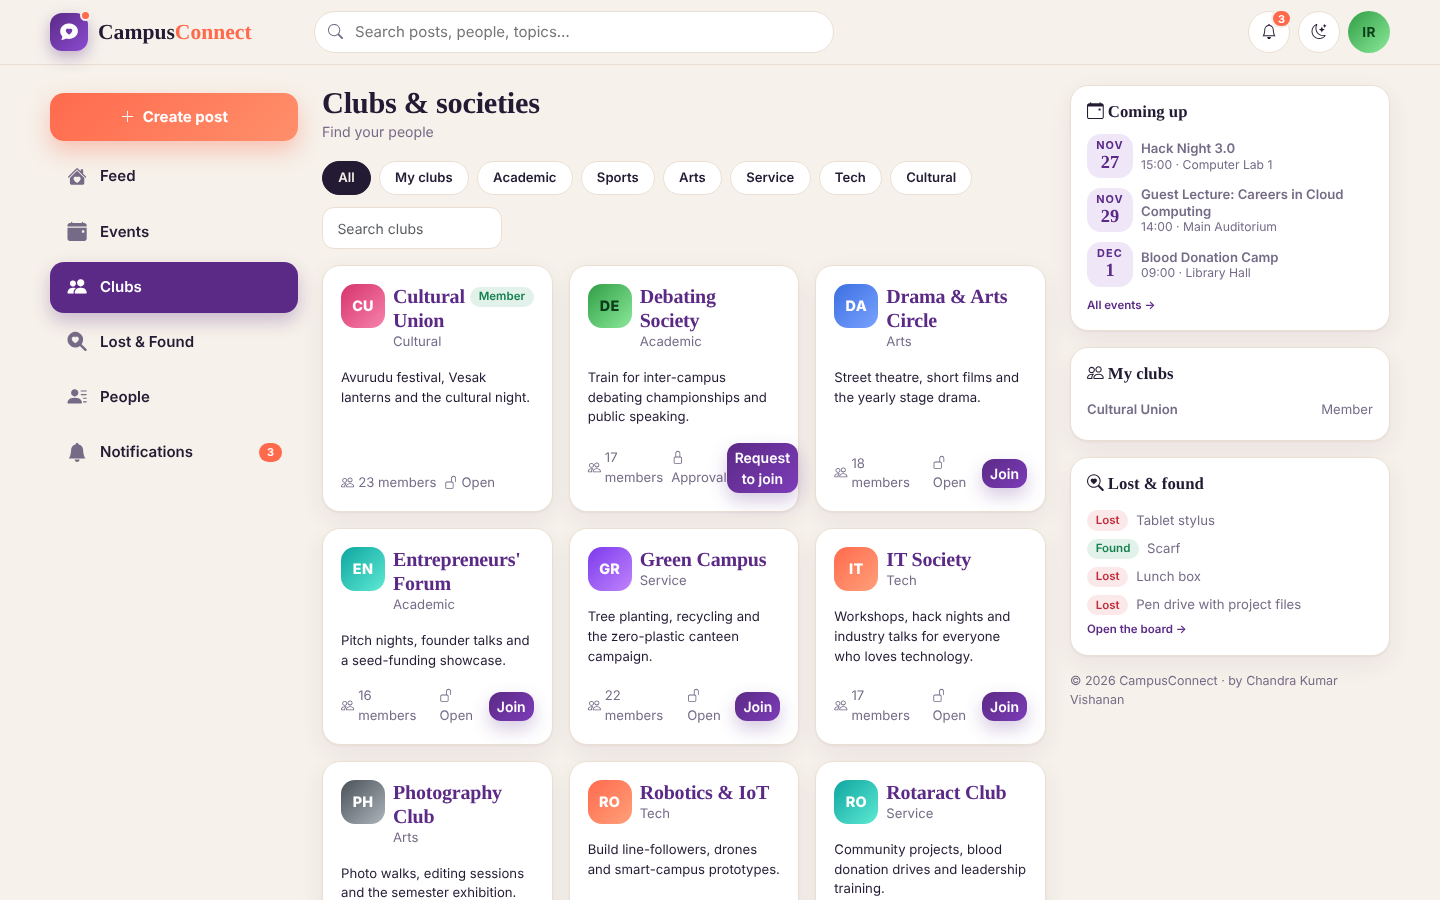 CampusConnect
Search posts, people, topics...
3
IR
Create post
Feed
Events
Clubs
Lost & Found
People
Notifications
3
Clubs & societies
Find your people
All
My clubs
Academic
Sports
Arts
Service
Tech
Cultural
Search clubs
CU
Cultural
Union
Member
Cultural
Avurudu festival, Vesak
lanterns and the cultural night.
23 members
Open
DE
Debating
Society
Academic
Train for inter-campus
debating championships and
public speaking.
17
members
Approval
Request
to join
DA
Drama & Arts
Circle
Arts
Street theatre, short films and
the yearly stage drama.
18
members
Open
Join
EN
Entrepreneurs'
Forum
Academic
Pitch nights, founder talks and
a seed-funding showcase.
16
members
Open
Join
GR
Green Campus
Service
Tree planting, recycling and
the zero-plastic canteen
campaign.
22
members
Open
Join
IT
IT Society
Tech
Workshops, hack nights and
industry talks for everyone
who loves technology.
17
members
Open
Join
PH
Photography
Club
Arts
Photo walks, editing sessions
and the semester exhibition.
RO
Robotics & IoT
Tech
Build line-followers, drones
and smart-campus prototypes.
RO
Rotaract Club
Service
Community projects, blood
donation drives and leadership
training.
Coming up
NOV
27
Hack Night 3.0
15:00 · Computer Lab 1
NOV
29
Guest Lecture: Careers in Cloud
Computing
14:00 · Main Auditorium
DEC
1
Blood Donation Camp
09:00 · Library Hall
All events →
My clubs
Cultural Union
Member
Lost & found
Lost Tablet stylus
Found Scarf
Lost Lunch box
Lost Pen drive with project files
Open the board →
© 2026 CampusConnect · by Chandra Kumar
Vishanan